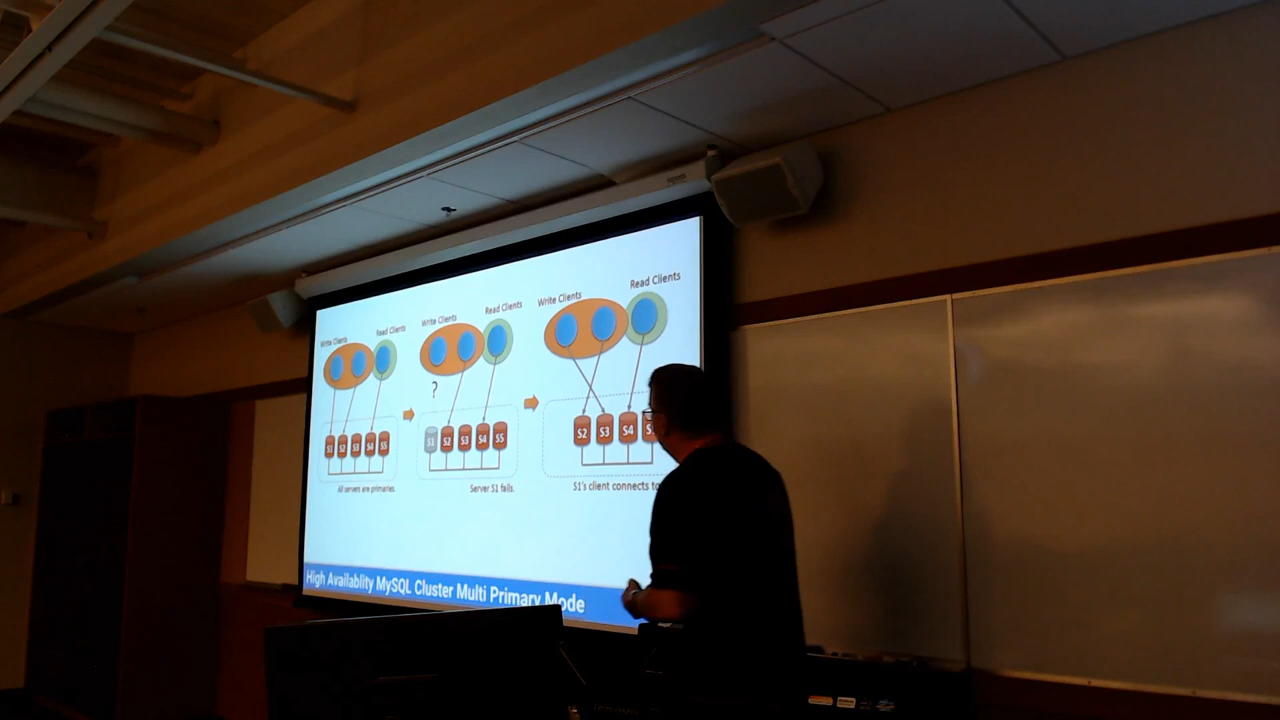 Write Clients
Read Clients
S1 S2 S3 S4 S5
All servers are primaries.
Write Clients
Read Clients
?
S1 S2 S3 S4 S5
Server S1 fails.
Write Clients
Read Clients
S2 S3 S4
S1's client connects to
High Availablity MySQL Cluster Multi Primary Mode